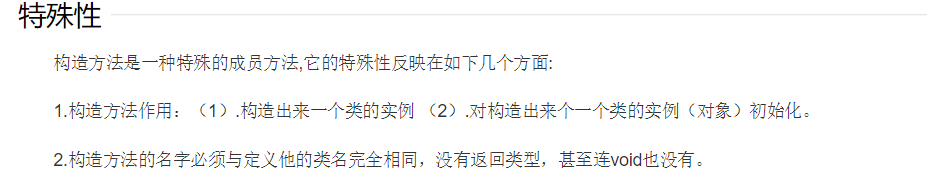 特殊性
构造方法是一种特殊的成员方法,它的特殊性反映在如下几个方面:
1.构造方法作用：（1）.构造出来一个类的实例 （2）.对构造出来个一个类的实例（对象）初始化。
2.构造方法的名字必须与定义他的类名完全相同，没有返回类型，甚至连void也没有。